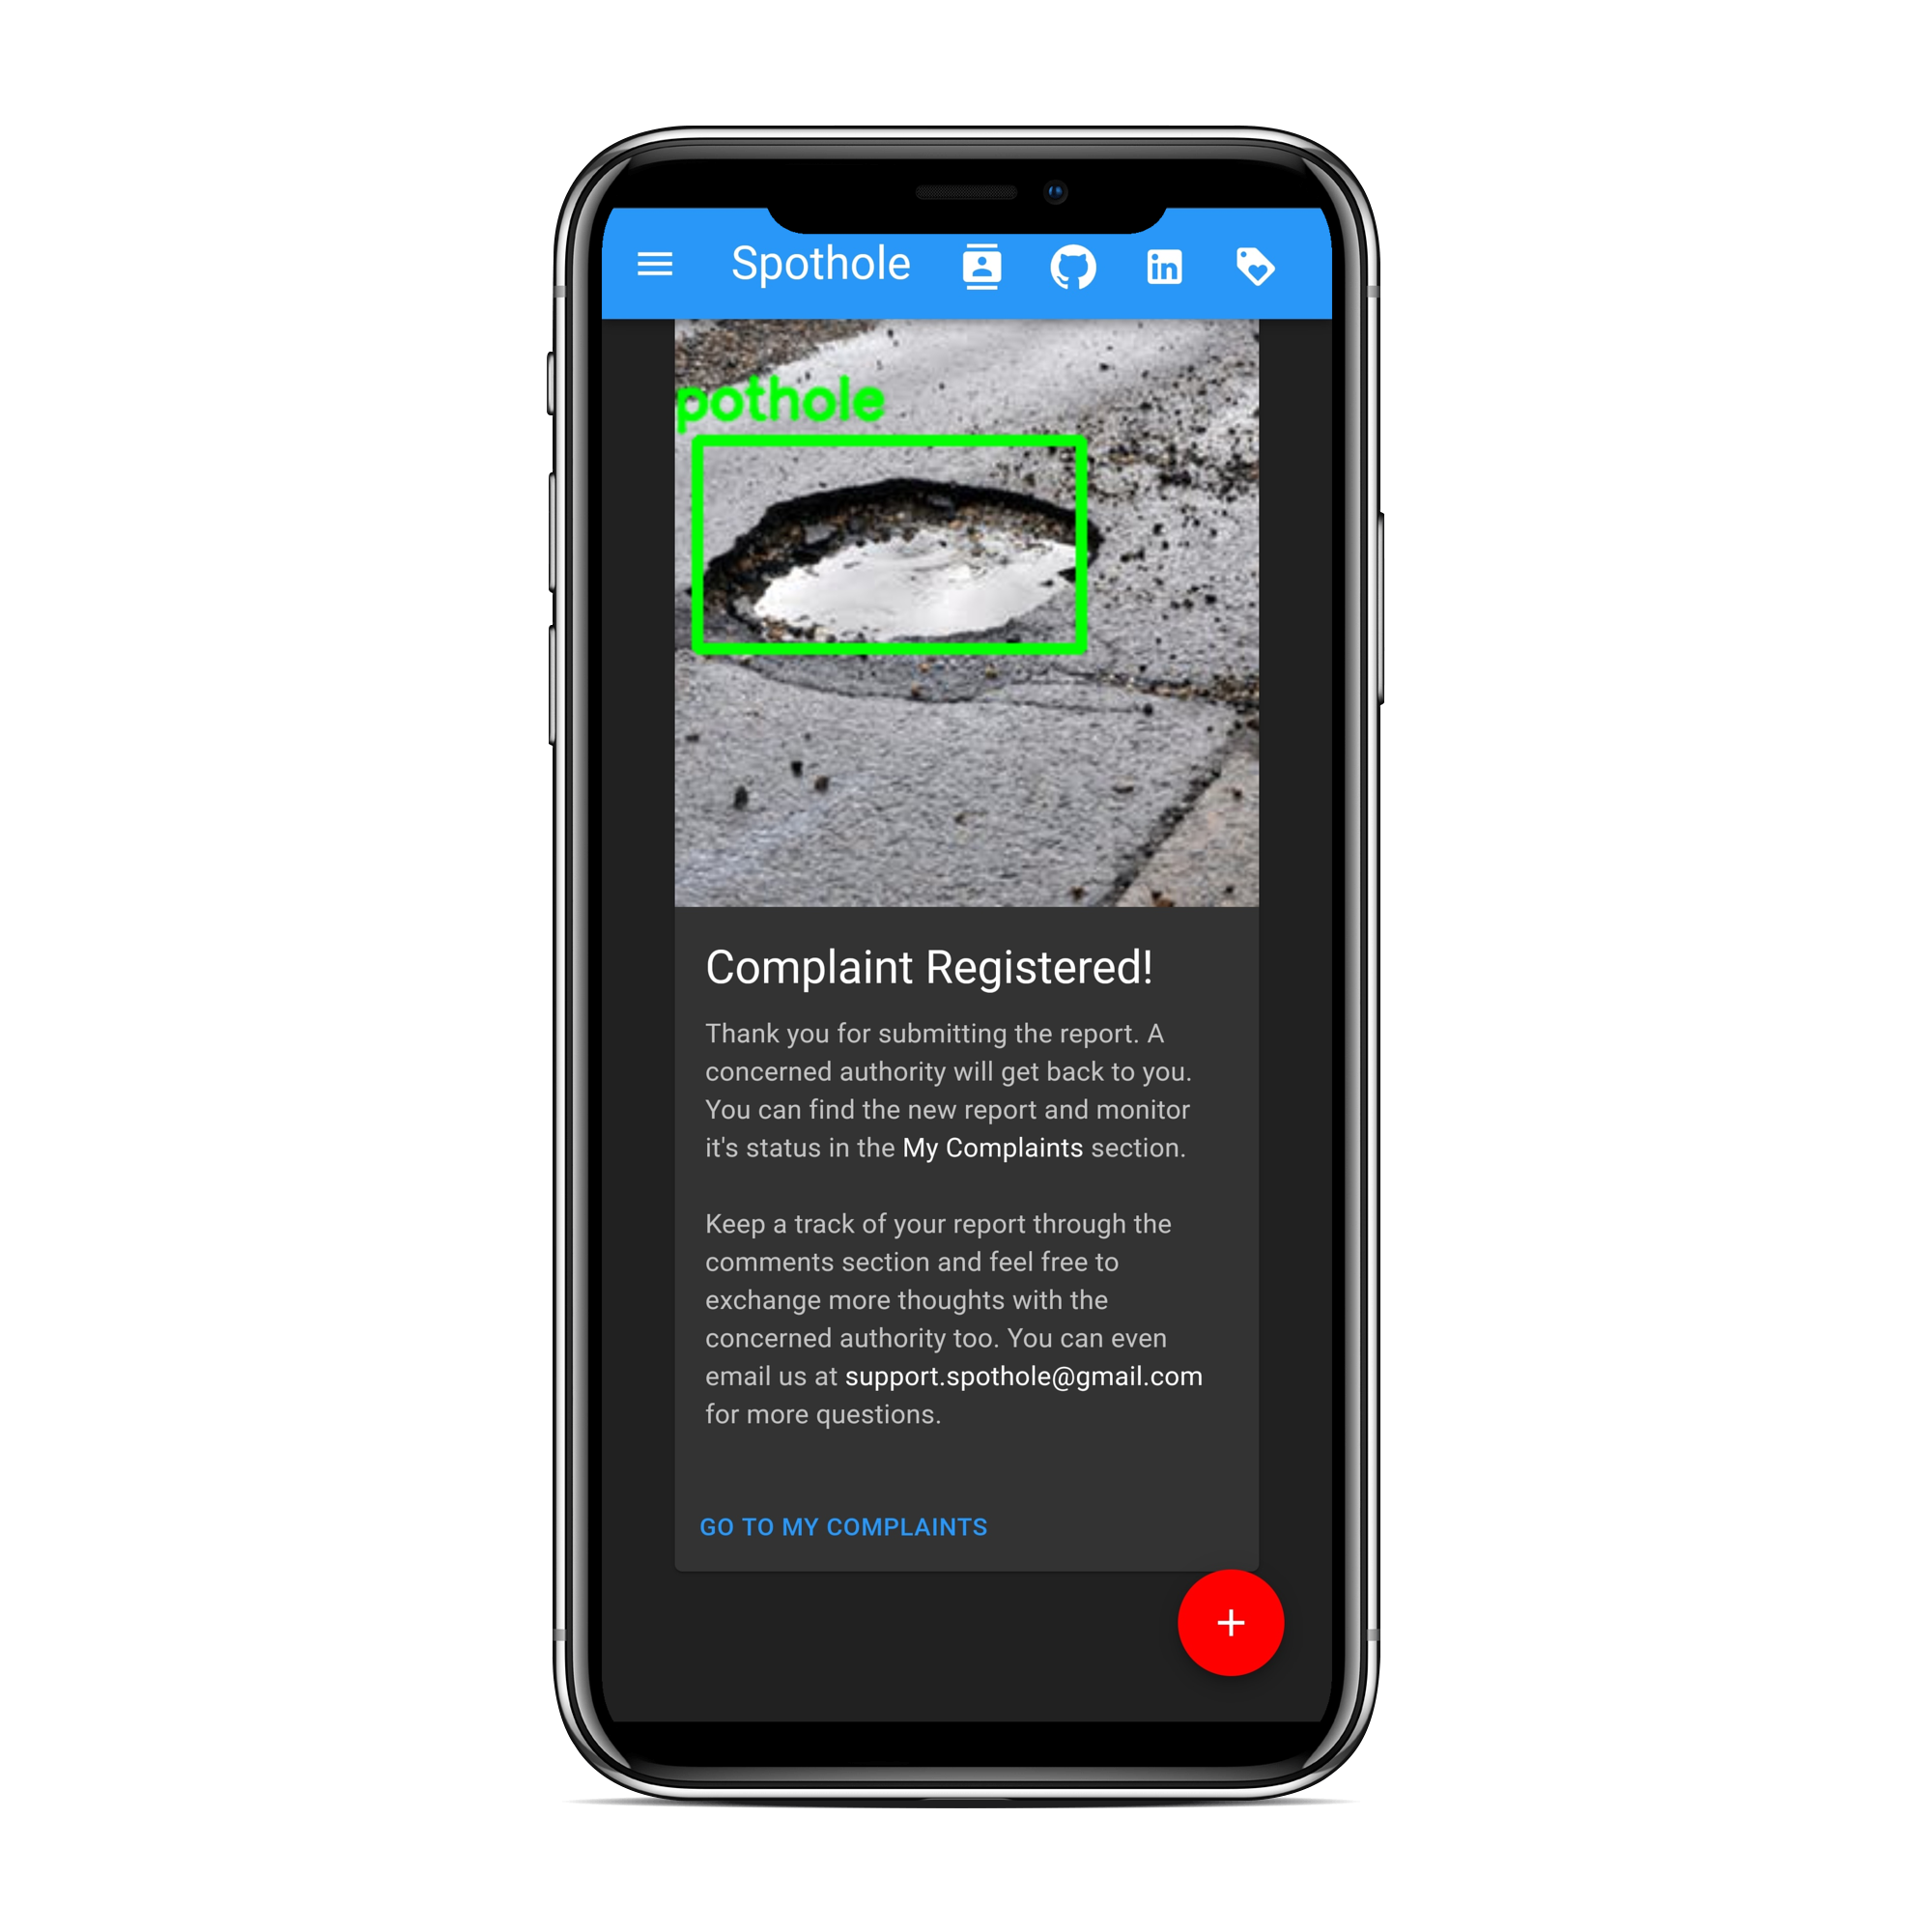 Spothole
in
pothole
Complaint Registered!
Thank you for submitting the report. A
concerned authority will get back to you.
You can find the new report and monitor
it's status in the My Complaints section.
Keep a track of your report through the
comments section and feel free to
exchange more thoughts with the
concerned authority too. You can even
email us at support.spothole@gmail.com
for more questions.
GO TO MY COMPLAINTS
+